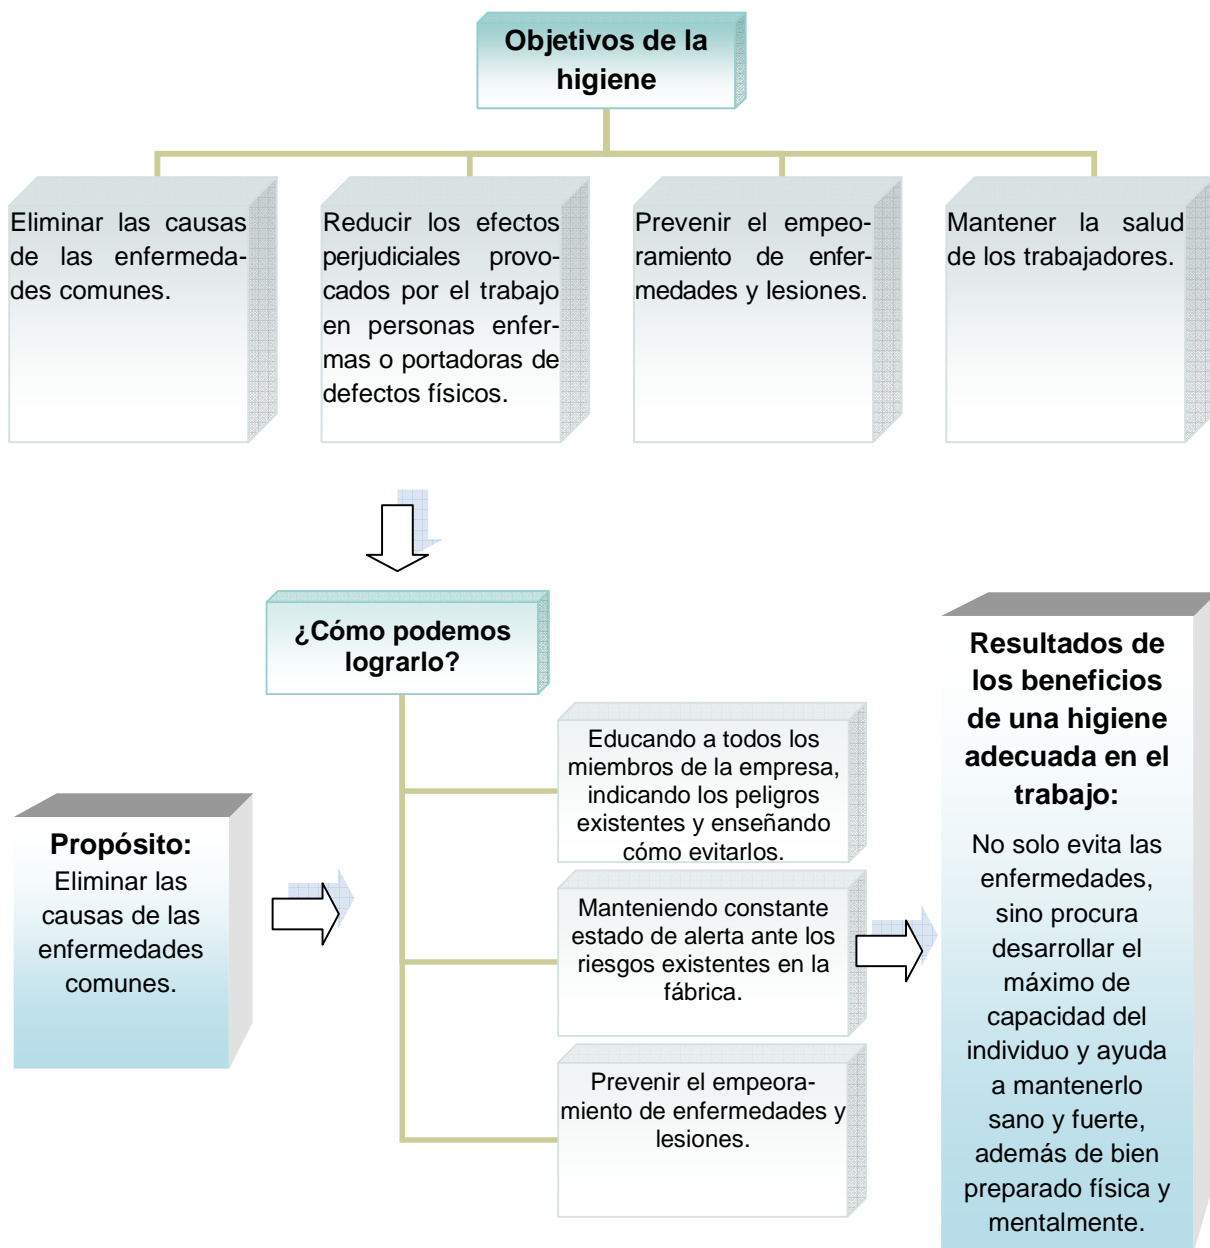 Objetivos de la
higiene
Eliminar las causas
de las enfermeda-
des comunes.
Reducir los efectos
perjudiciales provo-
cados por el trabajo
en personas enfer-
mas o portadoras de
defectos físicos.
Prevenir el empeo-
ramiento de enfer-
medades y lesiones.
Mantener la salud
de los trabajadores.
¿Cómo podemos
lograrlo?
Propósito:
Eliminar las
causas de las
enfermedades
comunes.
Educando a todos los
miembros de la empresa,
indicando los peligros
existentes y enseñando
cómo evitarlos.
Manteniendo constante
estado de alerta ante los
riesgos existentes en la
fábrica.
Prevenir el empeora-
miento de enfermedades y
lesiones.
Resultados de
los beneficios
de una higiene
adecuada en el
trabajo:
No solo evita las
enfermedades,
sino procura
desarrollar el
máximo de
capacidad del
individuo y ayuda
a mantenerlo
sano y fuerte,
además de bien
preparado física y
mentalmente.